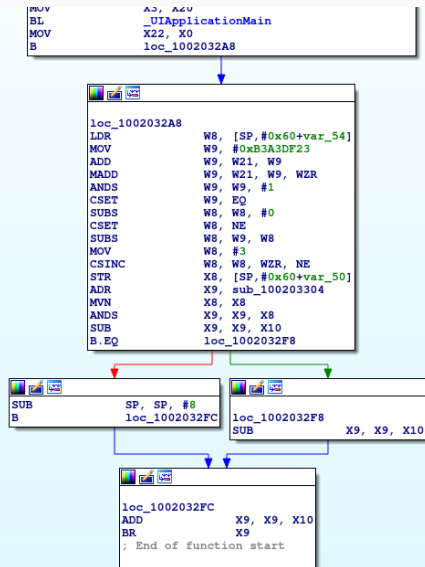 MOV X3, X20
BL _UIApplicationMain
MOV X22, X0
B loc_1002032A8
loc_1002032A8
LDR W8, [SP,#0x60+var_54]
MOV W9, #0xB3A3DF23
ADD W9, W21, W9
MADD W9, W21, W9, WZR
ANDS W9, W9, #1
CSET W9, EQ
SUBS W8, W8, #0
CSET W8, NE
SUBS W8, W9, W8
MOV W8, #3
CSINC W8, W8, WZR, NE
STR X8, [SP,#0x60+var_50]
ADR X9, sub_100203304
MVN X8, X8
ANDS X9, X9, X8
SUB X9, X9, X10
B.EQ loc_1002032F8
SUB SP, SP, #8
B loc_1002032FC
loc_1002032F8
SUB X9, X9, X10
loc_1002032FC
ADD X9, X9, X10
BR X9
; End of function start